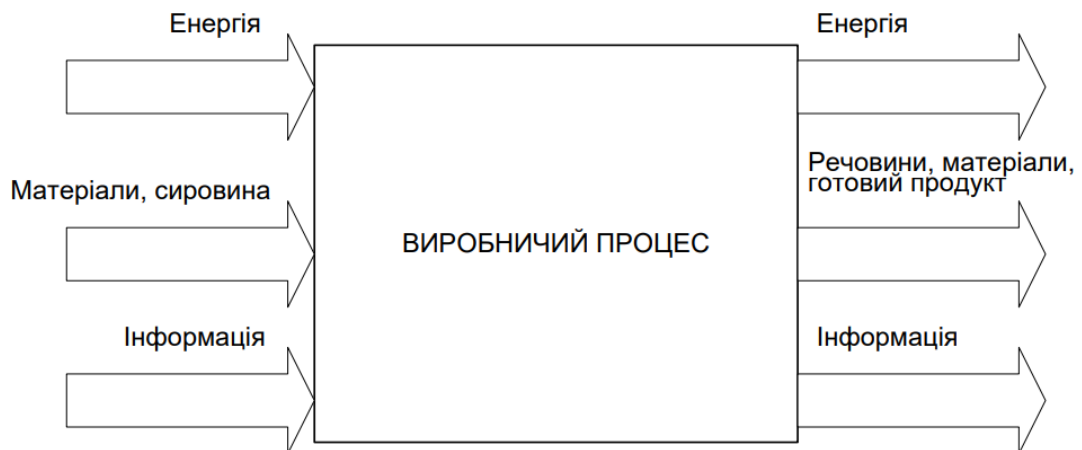 Енергія
Енергія
Матеріали, сировина
Речовини, матеріали,
готовий продукт
ВИРОБНИЧИЙ ПРОЦЕС
Інформація
Інформація